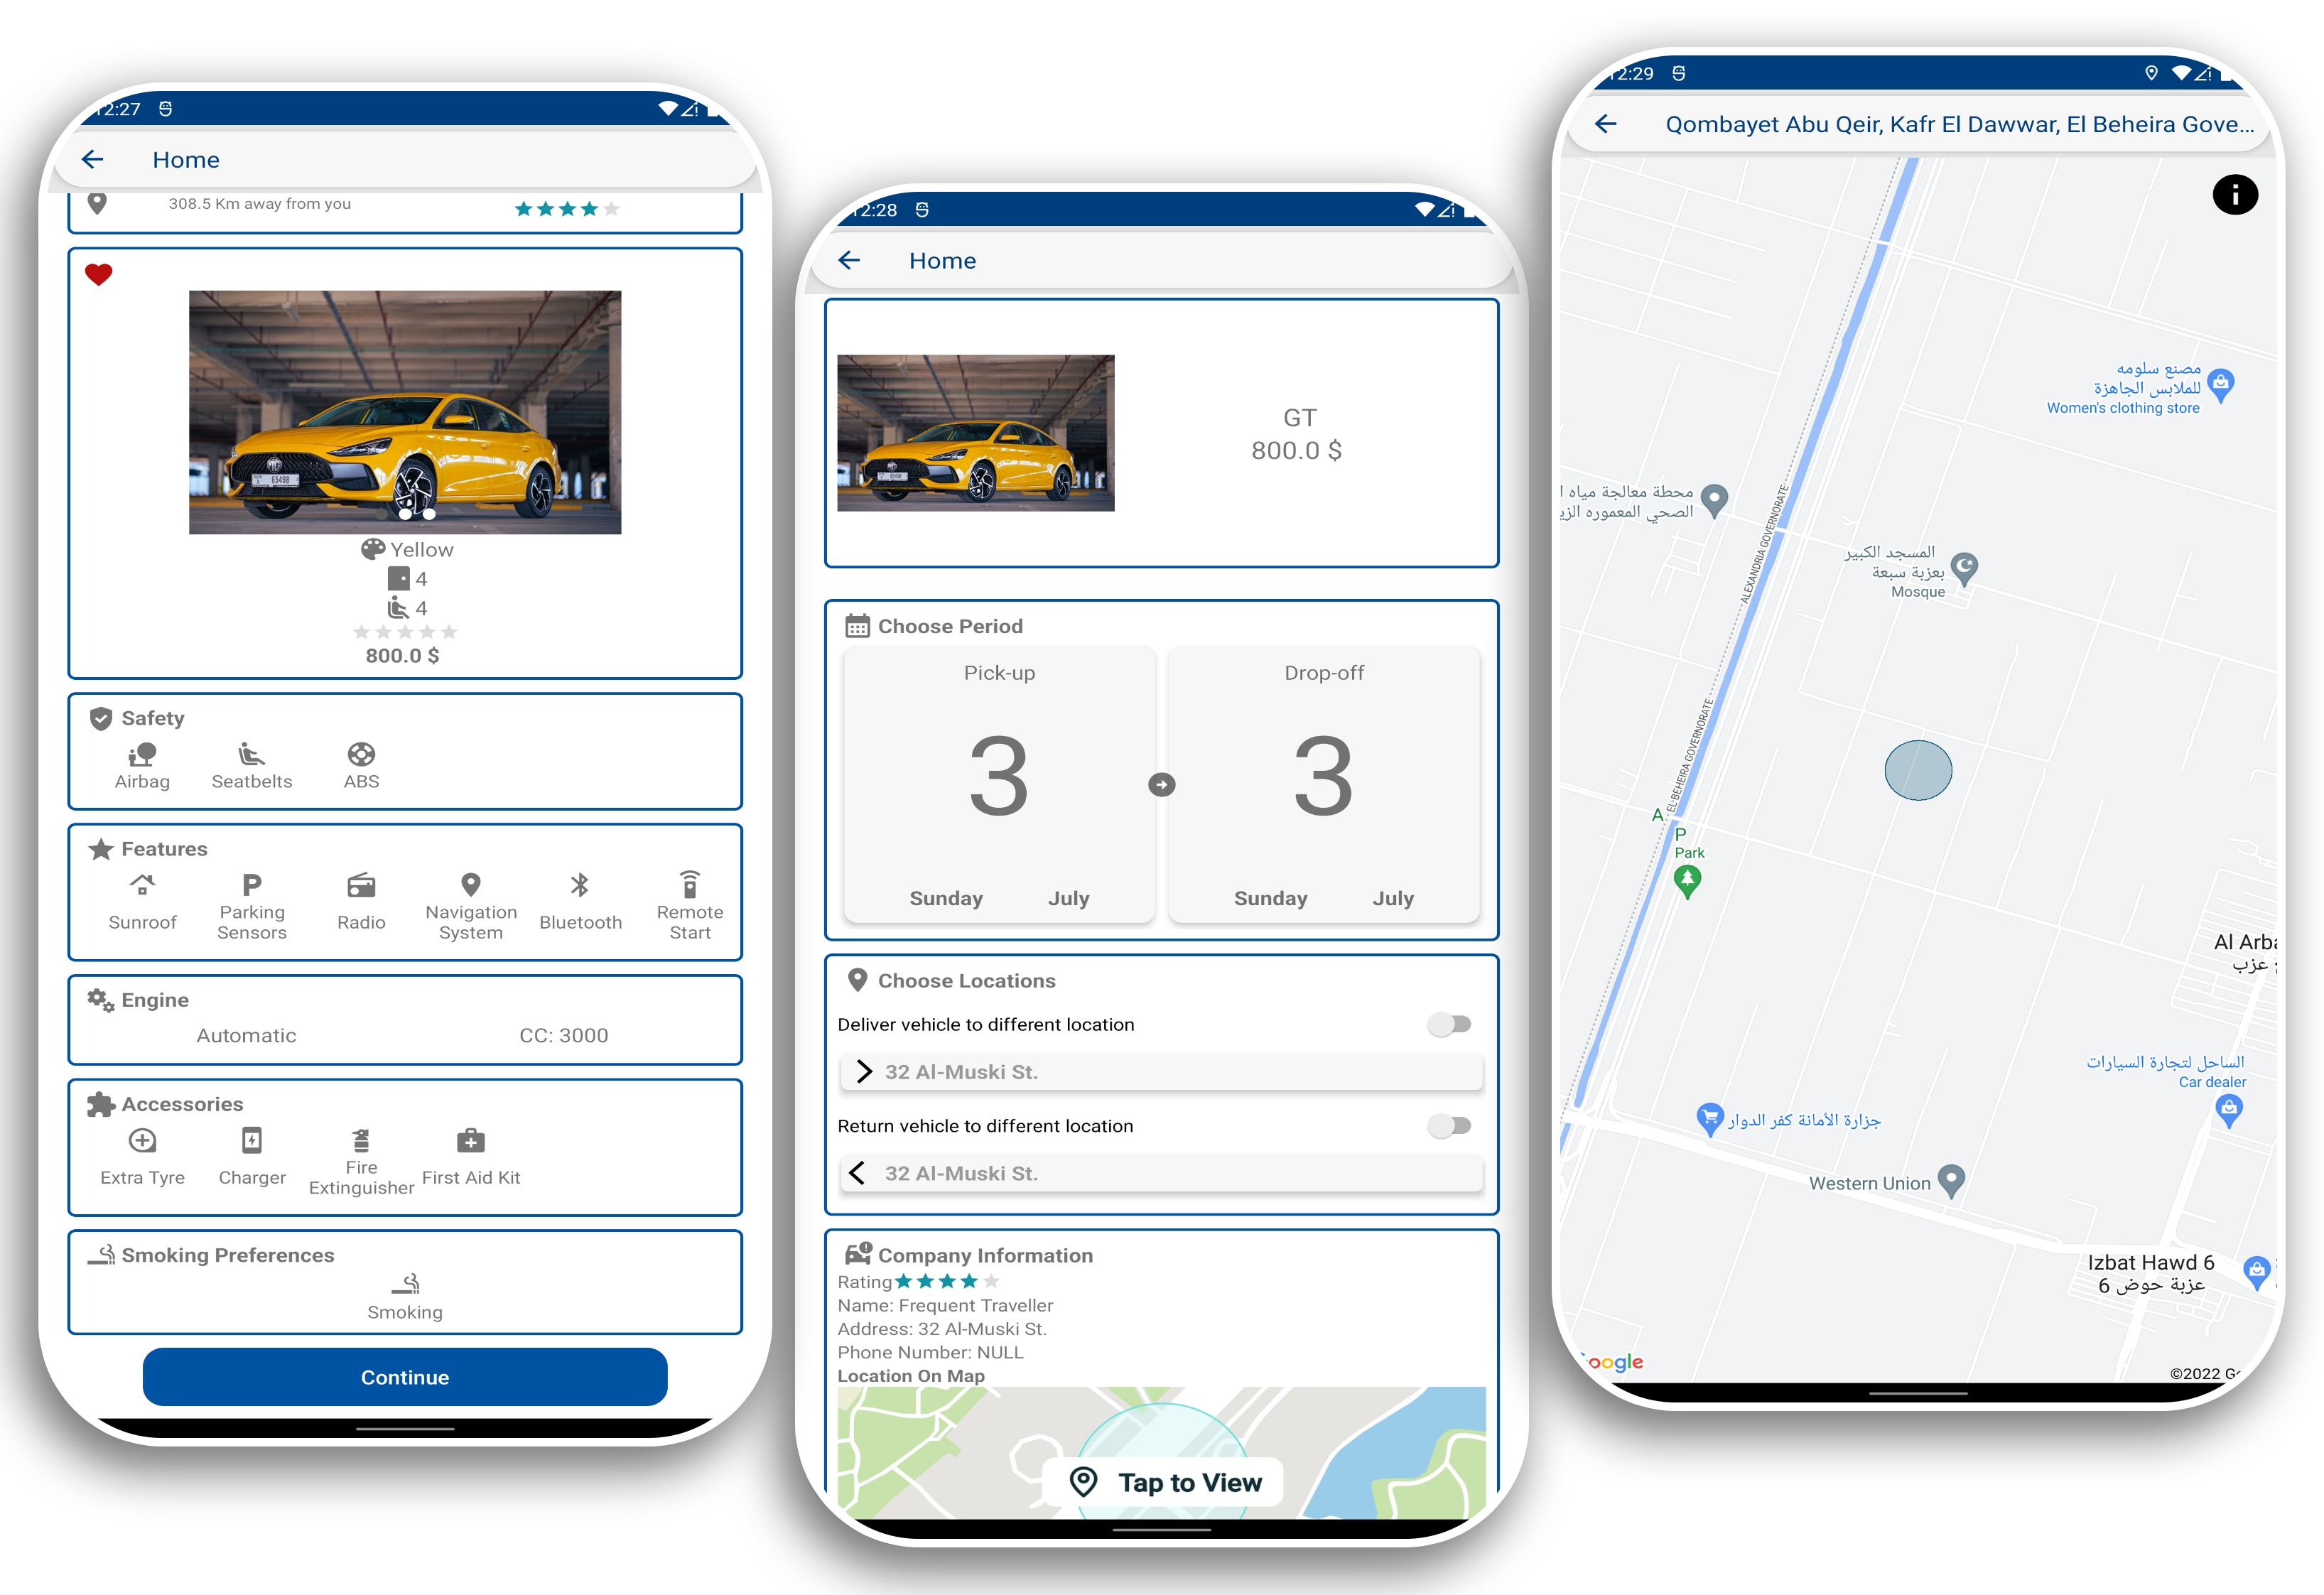 12:27
Home
308.5 Km away from you
Yellow
4
4
800.0 $
Safety
Airbag Seatbelts ABS
Features
Sunroof Parking Sensors Radio Navigation System Bluetooth Remote Start
Engine
Automatic CC: 3000
Accessories
Extra Tyre Charger Fire Extinguisher First Aid Kit
Smoking Preferences
Smoking
Continue
12:28
Home
GT
800.0 $
Choose Period
Pick-up Drop-off
3 3
Sunday July Sunday July
Choose Locations
Deliver vehicle to different location
32 Al-Muski St.
Return vehicle to different location
32 Al-Muski St.
Company Information
Rating
Name: Frequent Traveller
Address: 32 Al-Muski St.
Phone Number: NULL
Location On Map
Tap to View
12:29
Qombayet Abu Qeir, Kafr El Dawwar, El Beheira Gove...
مصنع سلومه
للملابس الجاهزة
Women's clothing store
محطة معالجة مياه
الصحي المعموره
ALEXANDRIA GOVERNORATE
المسجد الكبير
بعزبة سبعة
Mosque
EL BEHEIRA GOVERNORATE
A
P
Park
Al
عزب
الساحل لتجارة السيارات
Car dealer
جزارة الأمانة كفر الدوار
Western Union
Izbat Hawd 6
عزبة حوض 6
Google
©2022